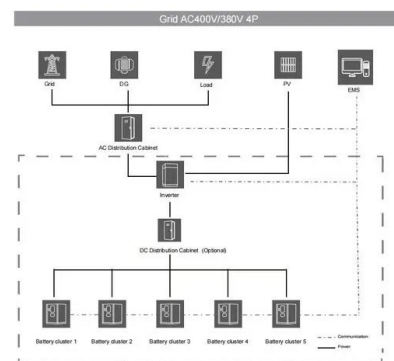 Grid AC400V/380V 4P
Grid
DG
Load
PV
EMS
AC Distribution Cabinet
Inverter
DC Distribution Cabinet (Optional)
Battery cluster 1
Battery cluster 2
Battery cluster 3
Battery cluster 4
Battery cluster 5
Communication
Power